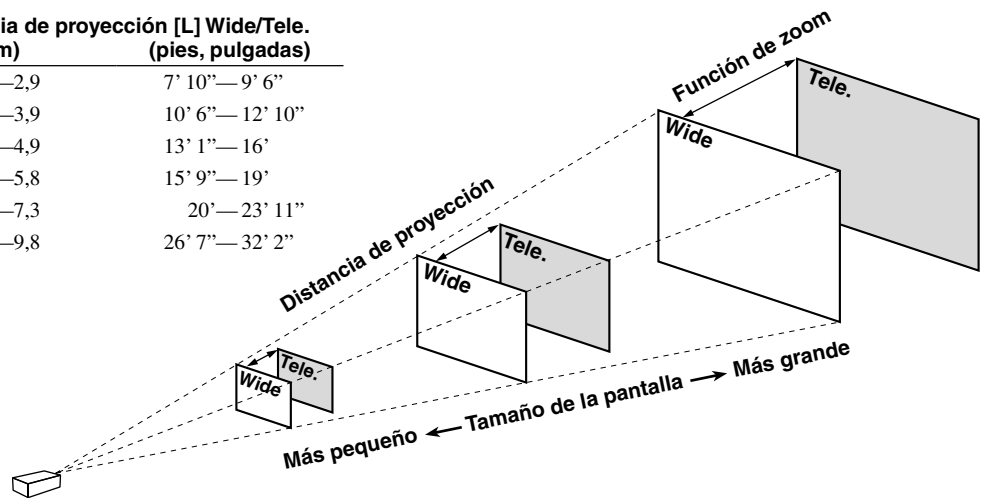 ia de proyección [L] Wide/Tele.
m) (pies, pulgadas)
—2,9 7’ 10”— 9’ 6”
—3,9 10’ 6”— 12’ 10”
—4,9 13’ 1”— 16’
—5,8 15’ 9”— 19’
—7,3 20’— 23’ 11”
—9,8 26’ 7”— 32’ 2”
Función de zoom
Tele.
Wide
Distancia de proyección
Tele.
Wide
Tele.
Wide
Más pequeño ← Tamaño de la pantalla → Más grande